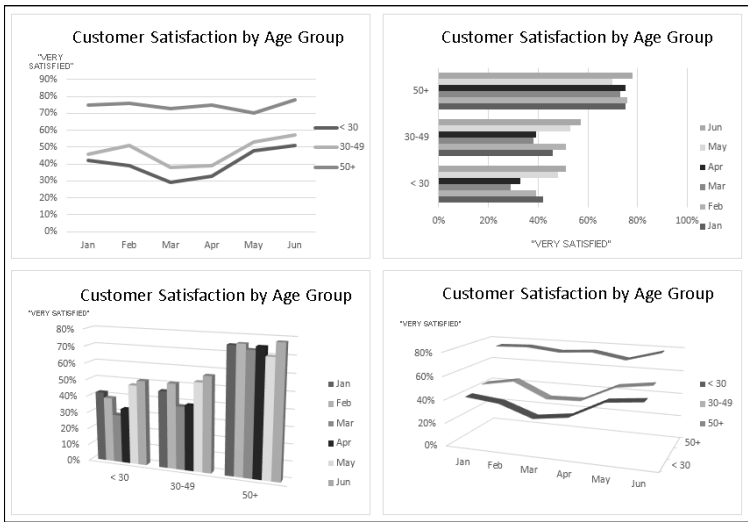 Customer Satisfaction by Age Group
"VERY
SATISFIED"
90%
80%
70%
60%
50%
40%
30%
20%
10%
0%
Jan Feb Mar Apr May Jun
< 30
30-49
50+
Customer Satisfaction by Age Group
50+
30-49
< 30
0% 20% 40% 60% 80% 100%
"VERY SATISFIED"
Jun
May
Apr
Mar
Feb
Jan
Customer Satisfaction by Age Group
"VERY SATISFIED"
80%
70%
60%
50%
40%
30%
20%
10%
0%
< 30 30-49 50+
Jan
Feb
Mar
Apr
May
Jun
Customer Satisfaction by Age Group
"VERY SATISFIED"
80%
60%
40%
20%
0%
Jan Feb Mar Apr May Jun
50+
< 30
< 30
30-49
50+